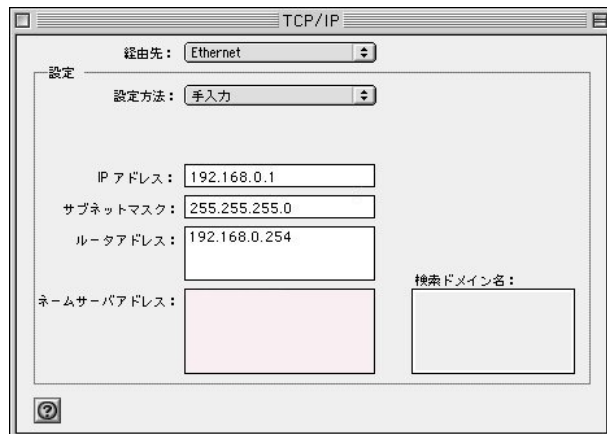 TCP/IP
経由先： Ethernet
設定
設定方法： 手入力
IP アドレス： 192.168.0.1
サブネットマスク： 255.255.255.0
ルータアドレス： 192.168.0.254
検索ドメイン名：
ネームサーバアドレス：
?